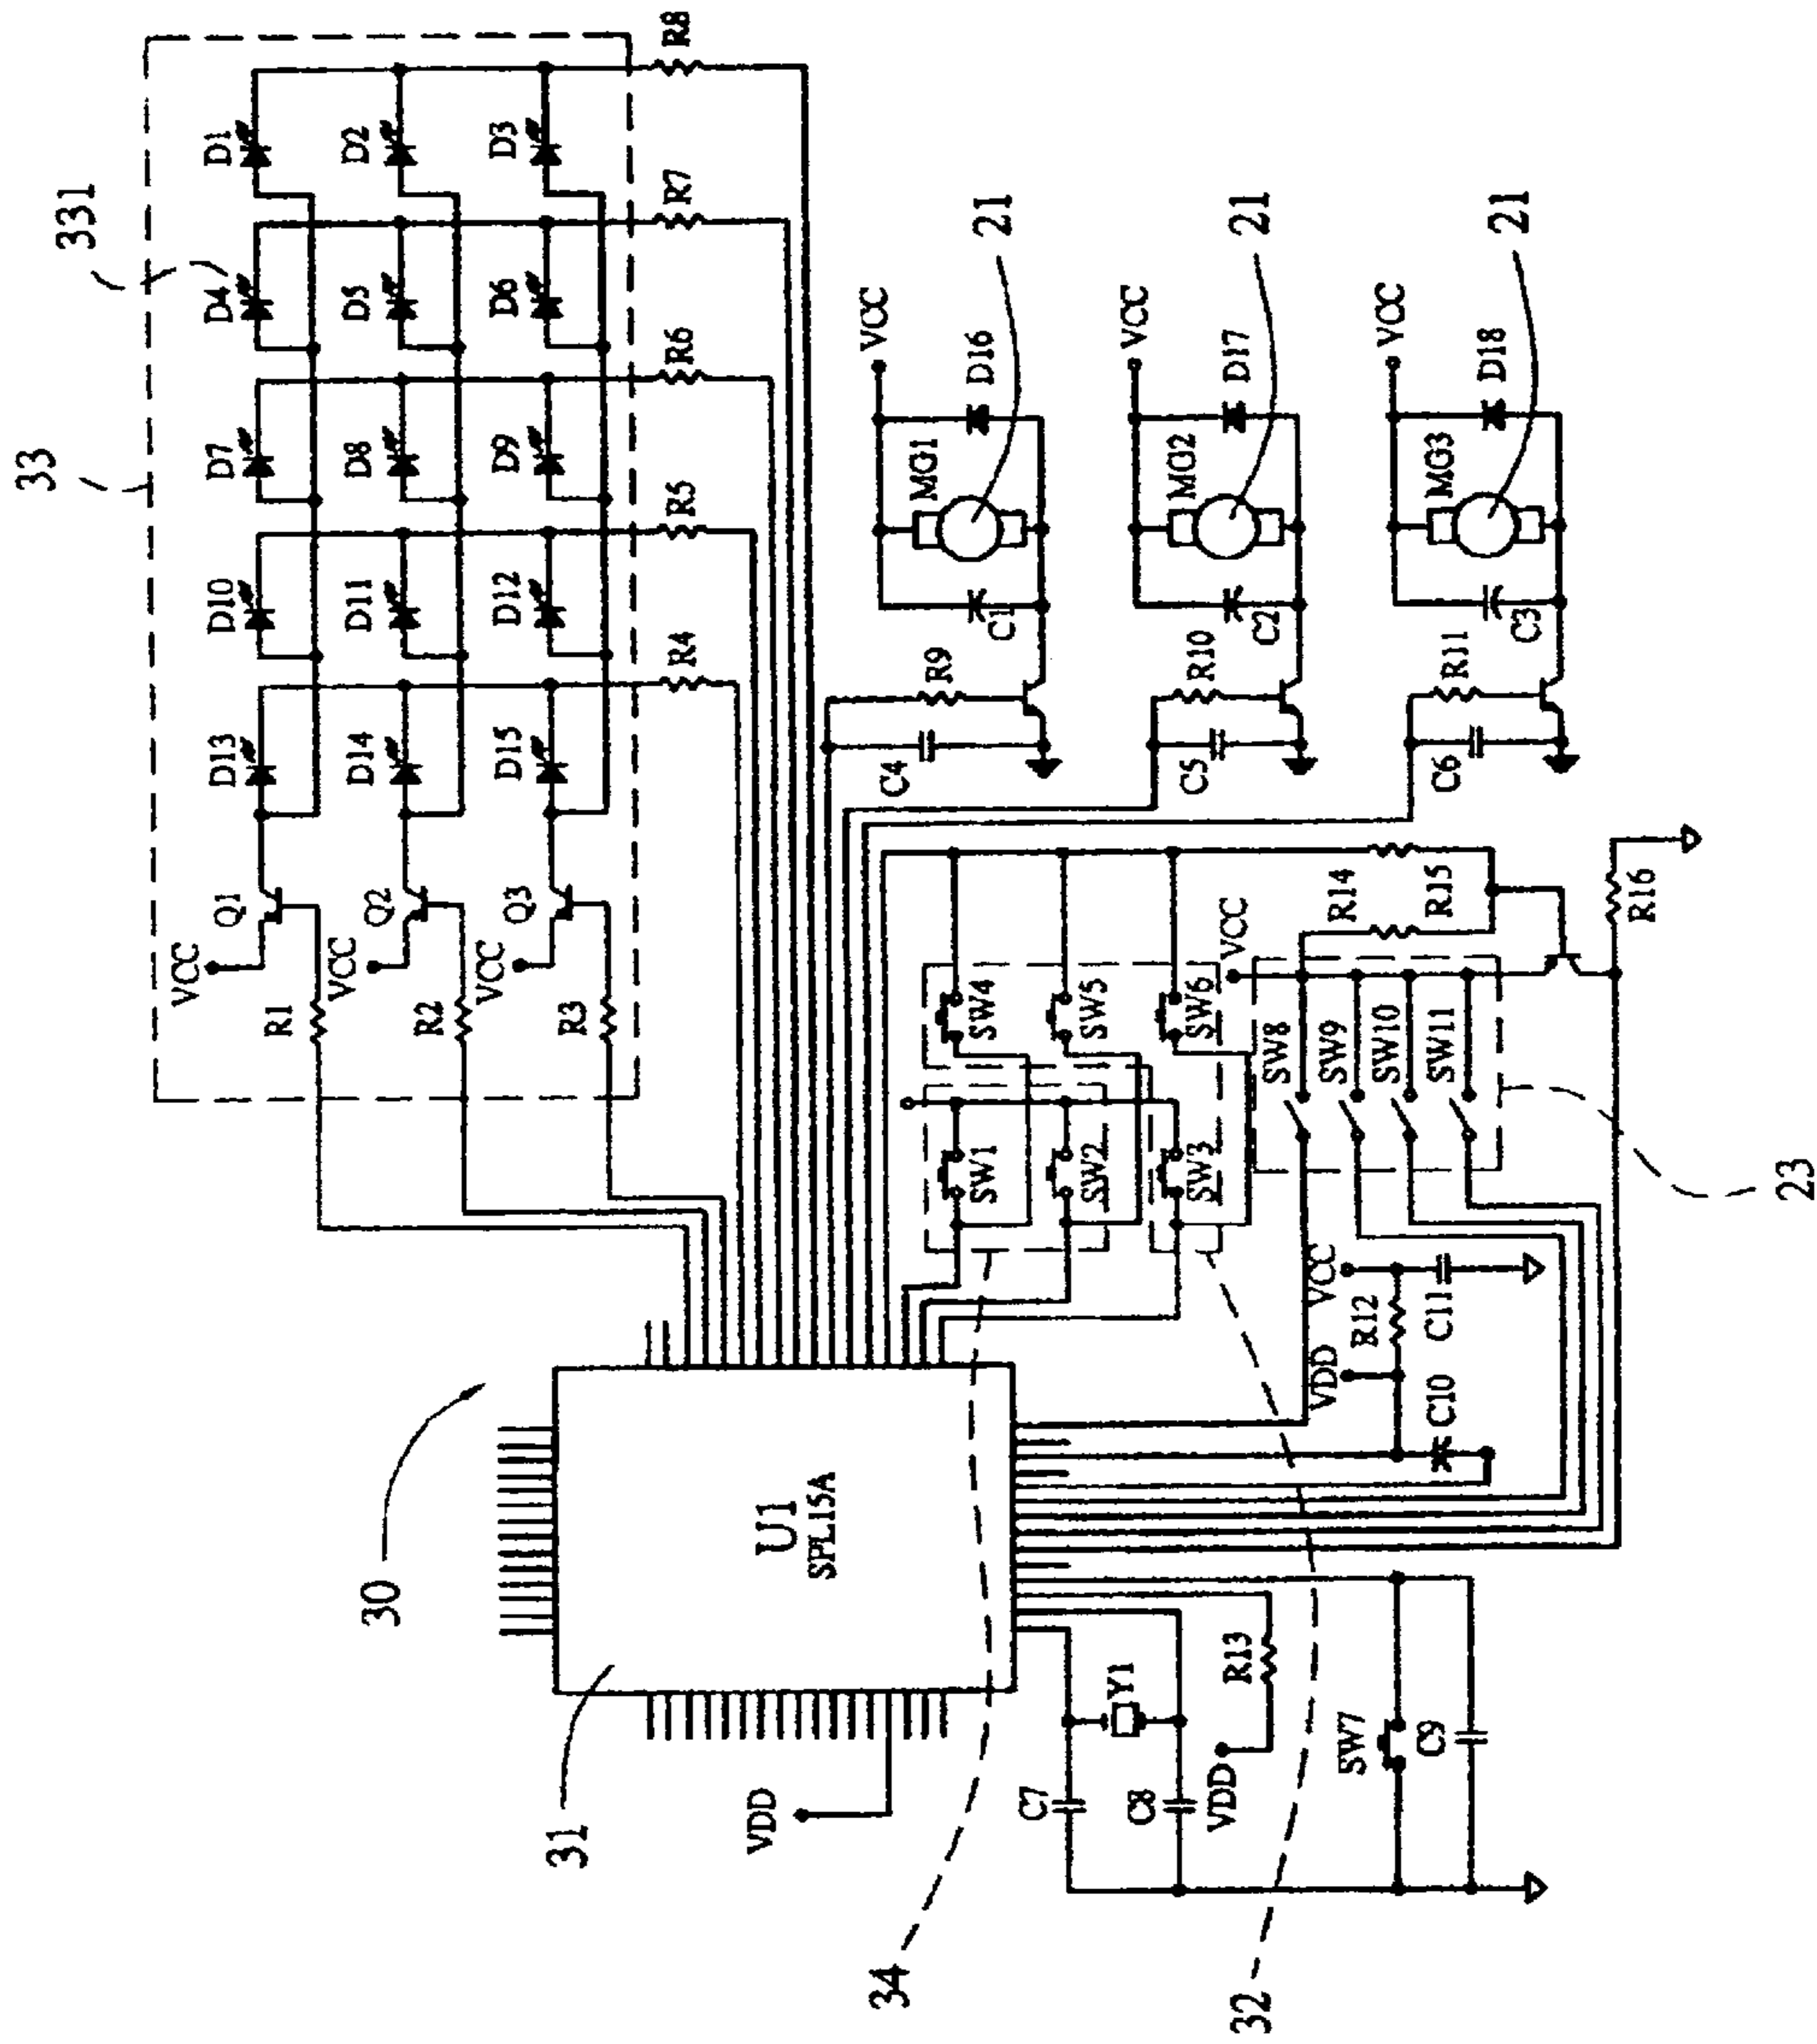 33
331
D13
D10
D7
D4
D1
D14
D11
D8
D5
D2
D15
D12
D9
D6
D3
VCC
Q1
VCC
Q2
VCC
Q3
R1
R2
R3
R4
R5
R6
R7
R8
30
31
U1
SPL15A
VDD
C4
R9
C1
MG1
D16
VCC
21
C5
R10
C2
MG2
D17
VCC
21
C6
R11
C3
MG3
D18
VCC
21
SW1
SW4
SW2
SW5
SW3
SW6
VCC
R14
R15
R16
SW8
SW9
SW10
SW11
23
VDD
VCC
R12
C10
C11
C7
Y1
C8
VDD
R13
SW7
C9
34
32